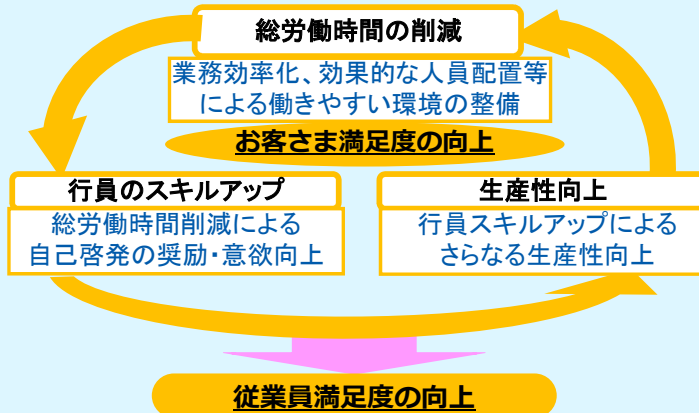 総労働時間の削減
業務効率化、効果的な人員配置等
による働きやすい環境の整備
お客さま満足度の向上
行員のスキルアップ
総労働時間削減による
自己啓発の奨励・意欲向上
生産性向上
行員スキルアップによる
さらなる生産性向上
従業員満足度の向上